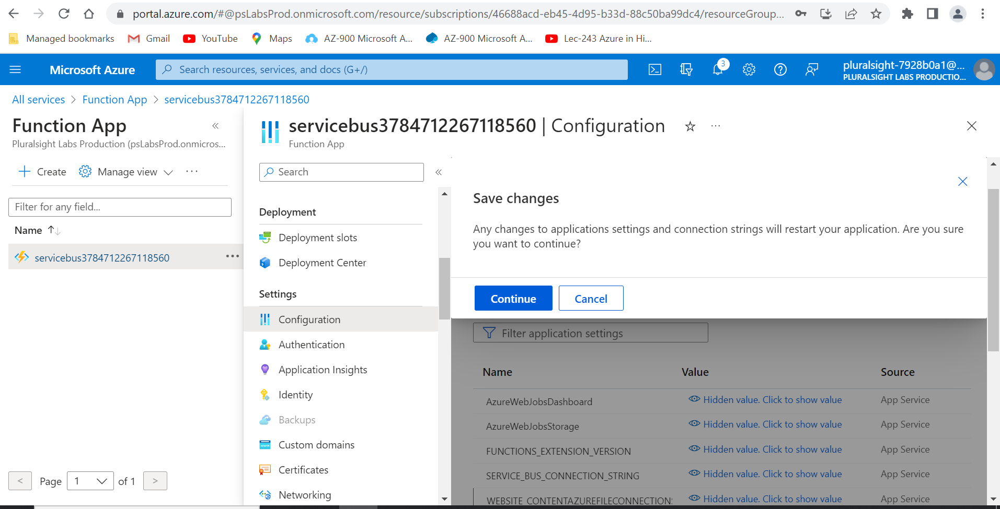 portal.azure.com/#@psLabsProd.onmicrosoft.com/resource/subscriptions/46688acd-eb45-4d95-b33d-88c50ba99dc4/resourceGroup...
Managed bookmarks Gmail YouTube Maps AZ-900 Microsoft A... AZ-900 Microsoft A... Lec-243 Azure in Hi...
Microsoft Azure Search resources, services, and docs (G+/) 3 pluralsight-7928b0a1@...
PLURALSIGHT LABS PRODUCTIO...
All services > Function App > servicebus3784712267118560
Function App «
Pluralsight Labs Production (psLabsProd.onmicros...
+ Create Manage view ...
Filter for any field...
Name ↑↓
servicebus3784712267118560 ...
< Page 1 of 1 >
servicebus3784712267118560 | Configuration ☆ ...
Function App
Search «
Deployment
Deployment slots
Deployment Center
Settings
Configuration
Authentication
Application Insights
Identity
Backups
Custom domains
www
Certificates
Networking
Save changes
Any changes to applications settings and connection strings will restart your application. Are you sure
you want to continue?
Continue Cancel
Filter application settings
Name Value Source
AzureWebJobsDashboard Hidden value. Click to show value App Service
AzureWebJobsStorage Hidden value. Click to show value App Service
FUNCTIONS_EXTENSION_VERSION Hidden value. Click to show value App Service
SERVICE_BUS_CONNECTION_STRING Hidden value. Click to show value App Service
WEBSITE_CONTENTAZUREFILECONNECTIONS Hidden value. Click to show value App Service